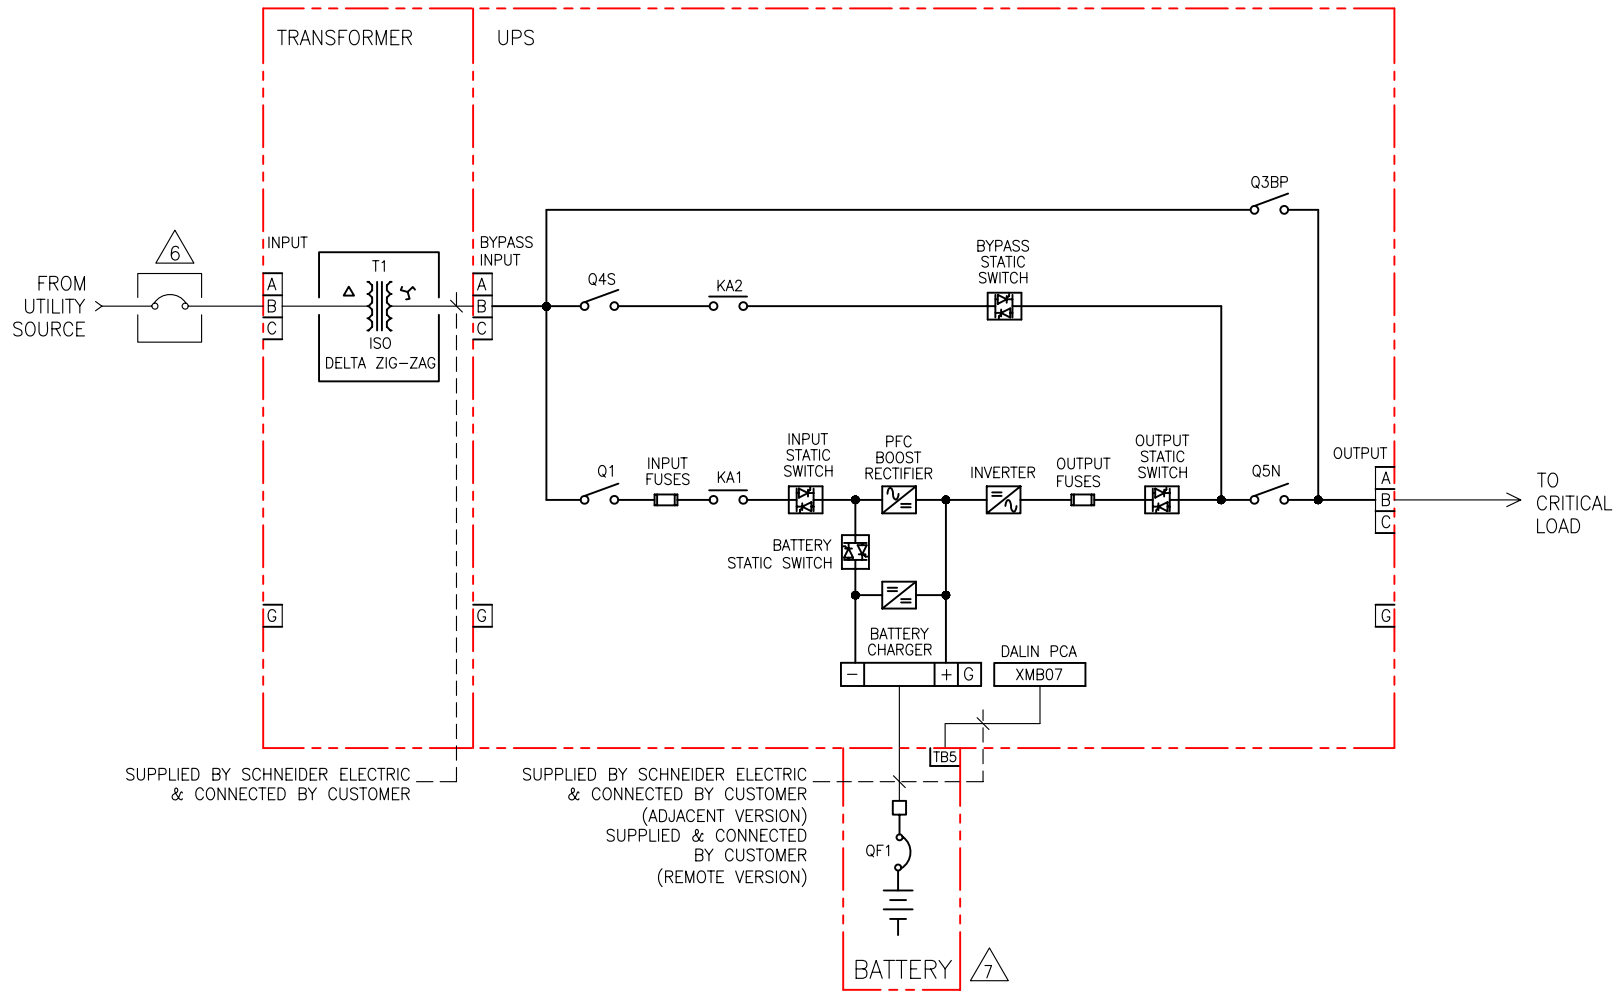 TRANSFORMER
UPS
Q3BP
6
INPUT
BYPASS
INPUT
BYPASS
STATIC
SWITCH
FROM
UTILITY
SOURCE
A
B
C
T1
ISO
DELTA ZIG-ZAG
A
B
C
Q4S
KA2
Q1
INPUT
FUSES
KA1
INPUT
STATIC
SWITCH
PFC
BOOST
RECTIFIER
INVERTER
OUTPUT
FUSES
OUTPUT
STATIC
SWITCH
Q5N
OUTPUT
A
B
C
TO
CRITICAL
LOAD
BATTERY
STATIC SWITCH
G
G
G
BATTERY
CHARGER
- + G
DALIN PCA
XMB07
TB5
SUPPLIED BY SCHNEIDER ELECTRIC
& CONNECTED BY CUSTOMER
SUPPLIED BY SCHNEIDER ELECTRIC
& CONNECTED BY CUSTOMER
(ADJACENT VERSION)
SUPPLIED & CONNECTED
BY CUSTOMER
(REMOTE VERSION)
QF1
BATTERY
7